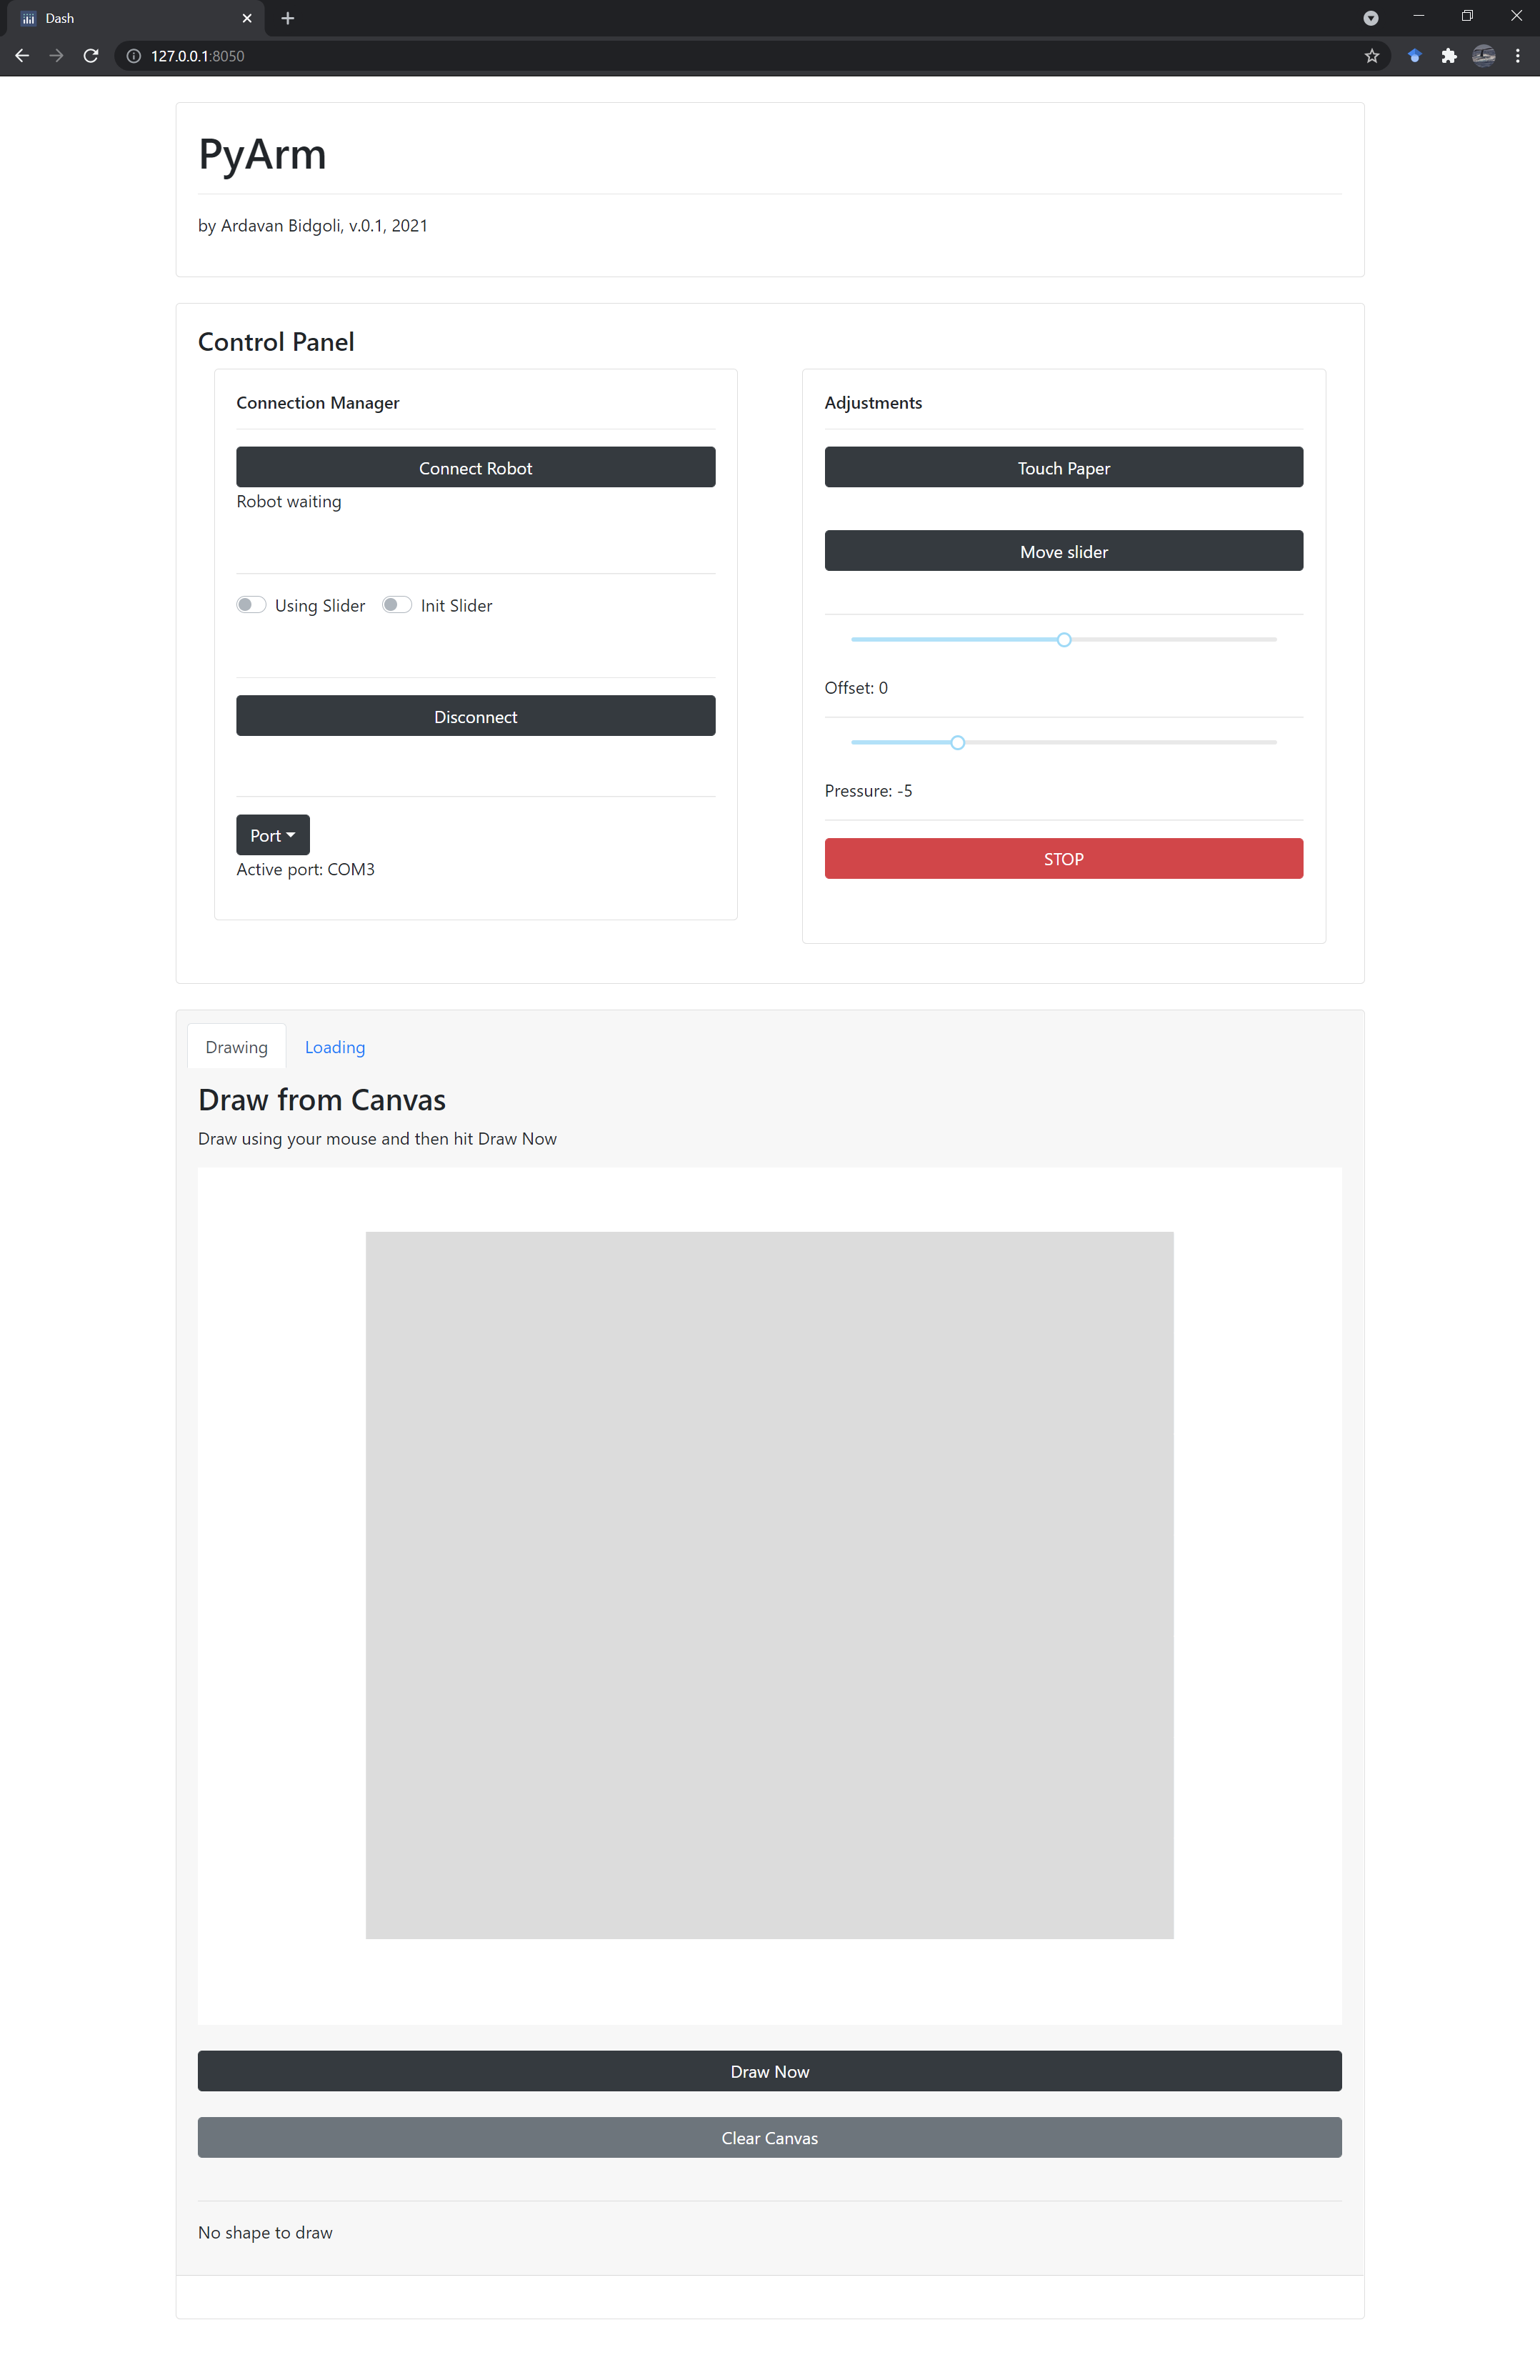 Dash
127.0.0.1:8050
PyArm
by Ardavan Bidgoli, v.0.1, 2021
Control Panel
Connection Manager
Connect Robot
Robot waiting
Using Slider Init Slider
Disconnect
Port
Active port: COM3
Adjustments
Touch Paper
Move slider
Offset: 0
Pressure: -5
STOP
Drawing Loading
Draw from Canvas
Draw using your mouse and then hit Draw Now
Draw Now
Clear Canvas
No shape to draw